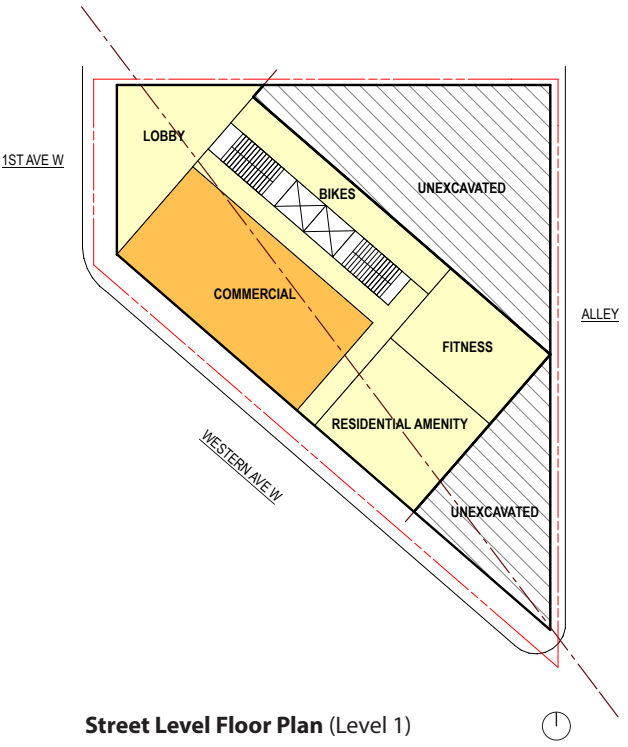 LOBBY
1ST AVE W
BIKES
UNEXCAVATED
COMMERCIAL
ALLEY
FITNESS
RESIDENTIAL AMENITY
WESTERN AVE W
UNEXCAVATED
Street Level Floor Plan (Level 1)